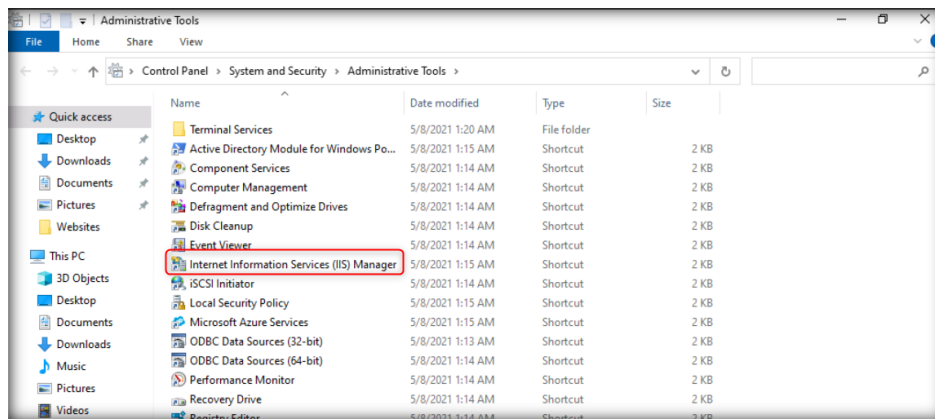 Administrative Tools
File Home Share View
Control Panel > System and Security > Administrative Tools >
Name Date modified Type Size
Quick access
Desktop
Downloads
Documents
Pictures
Websites
This PC
3D Objects
Desktop
Documents
Downloads
Music
Pictures
Videos
Terminal Services 5/8/2021 1:20 AM File folder
Active Directory Module for Windows Po... 5/8/2021 1:15 AM Shortcut 2 KB
Component Services 5/8/2021 1:14 AM Shortcut 2 KB
Computer Management 5/8/2021 1:14 AM Shortcut 2 KB
Defragment and Optimize Drives 5/8/2021 1:14 AM Shortcut 2 KB
Disk Cleanup 5/8/2021 1:14 AM Shortcut 2 KB
Event Viewer 5/8/2021 1:14 AM Shortcut 2 KB
Internet Information Services (IIS) Manager 5/8/2021 1:15 AM Shortcut 2 KB
iSCSI Initiator 5/8/2021 1:14 AM Shortcut 2 KB
Local Security Policy 5/8/2021 1:15 AM Shortcut 2 KB
Microsoft Azure Services 5/8/2021 1:15 AM Shortcut 2 KB
ODBC Data Sources (32-bit) 5/8/2021 1:13 AM Shortcut 2 KB
ODBC Data Sources (64-bit) 5/8/2021 1:14 AM Shortcut 2 KB
Performance Monitor 5/8/2021 1:14 AM Shortcut 2 KB
Recovery Drive 5/8/2021 1:14 AM Shortcut 2 KB
Registry Editor 5/8/2021 1:14 AM Shortcut 2 KB